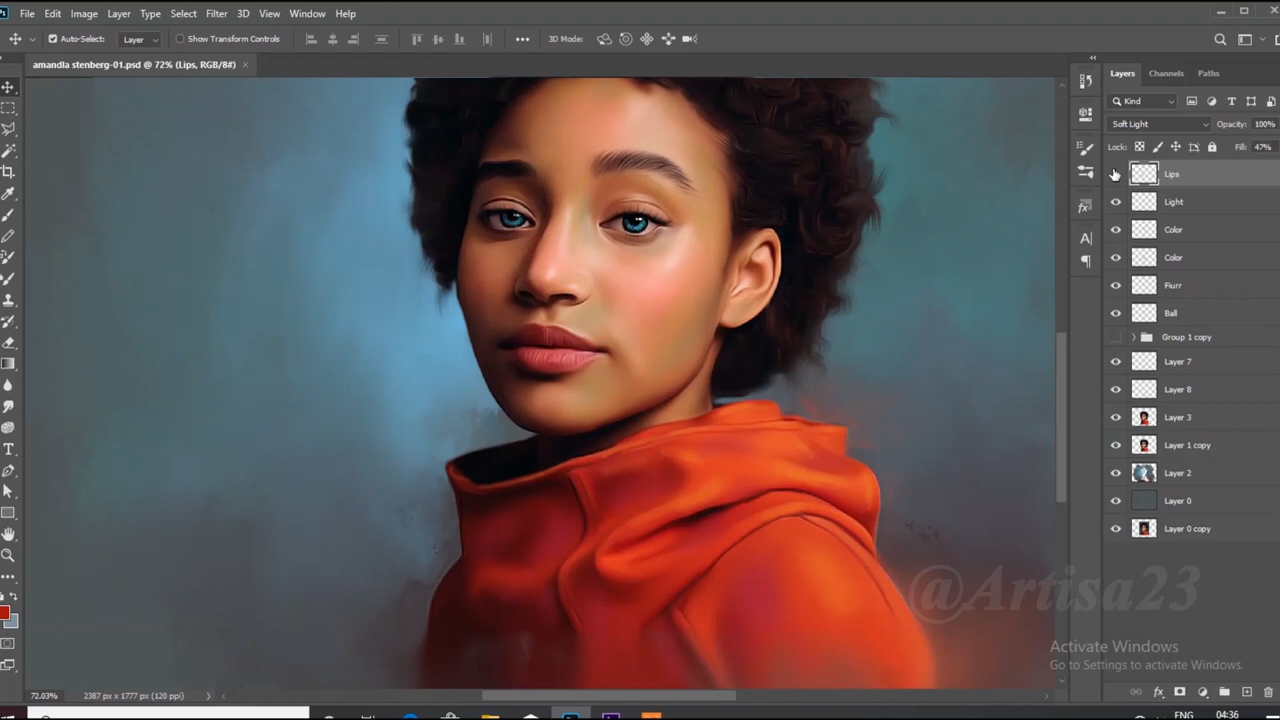 File Edit Image Layer Type Select Filter 3D View Window Help
Auto-Select: Layer Show Transform Controls 3D Mode:
amandla stenberg-01.psd @ 72% (Lips, RGB/8#) ×
Layers Channels Paths
Kind
Soft Light Opacity: 100%
Lock: Fill: 47%
Lips
Light
Color
Color
Flurr
Ball
Group 1 copy
Layer 7
Layer 8
Layer 3
Layer 1 copy
Layer 2
Layer 0
Layer 0 copy
@Artisa23
Activate Windows
Go to Settings to activate Windows.
72.03% 2387 px x 1777 px (120 ppi)
ENG 04:36